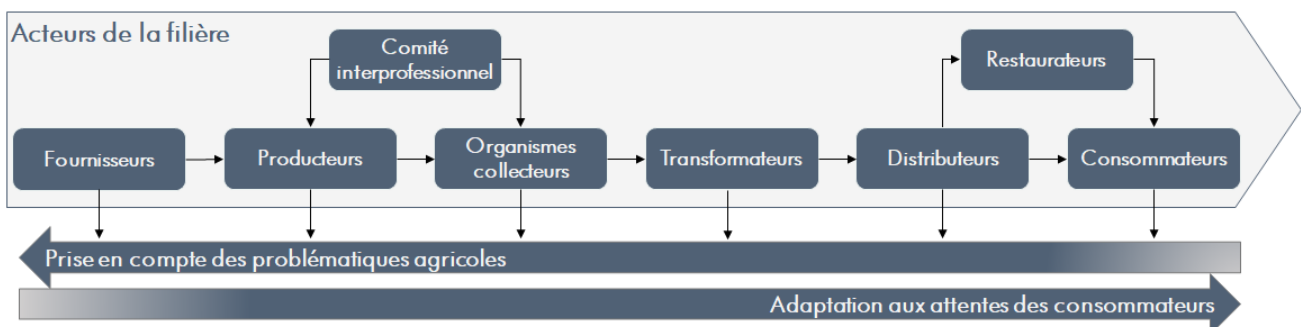 Acteurs de la filière
Comité
interprofessionnel
Restaurateurs
Fournisseurs
Producteurs
Organismes
collecteurs
Transformateurs
Distributeurs
Consommateurs
Prise en compte des problématiques agricoles
Adaptation aux attentes des consommateurs